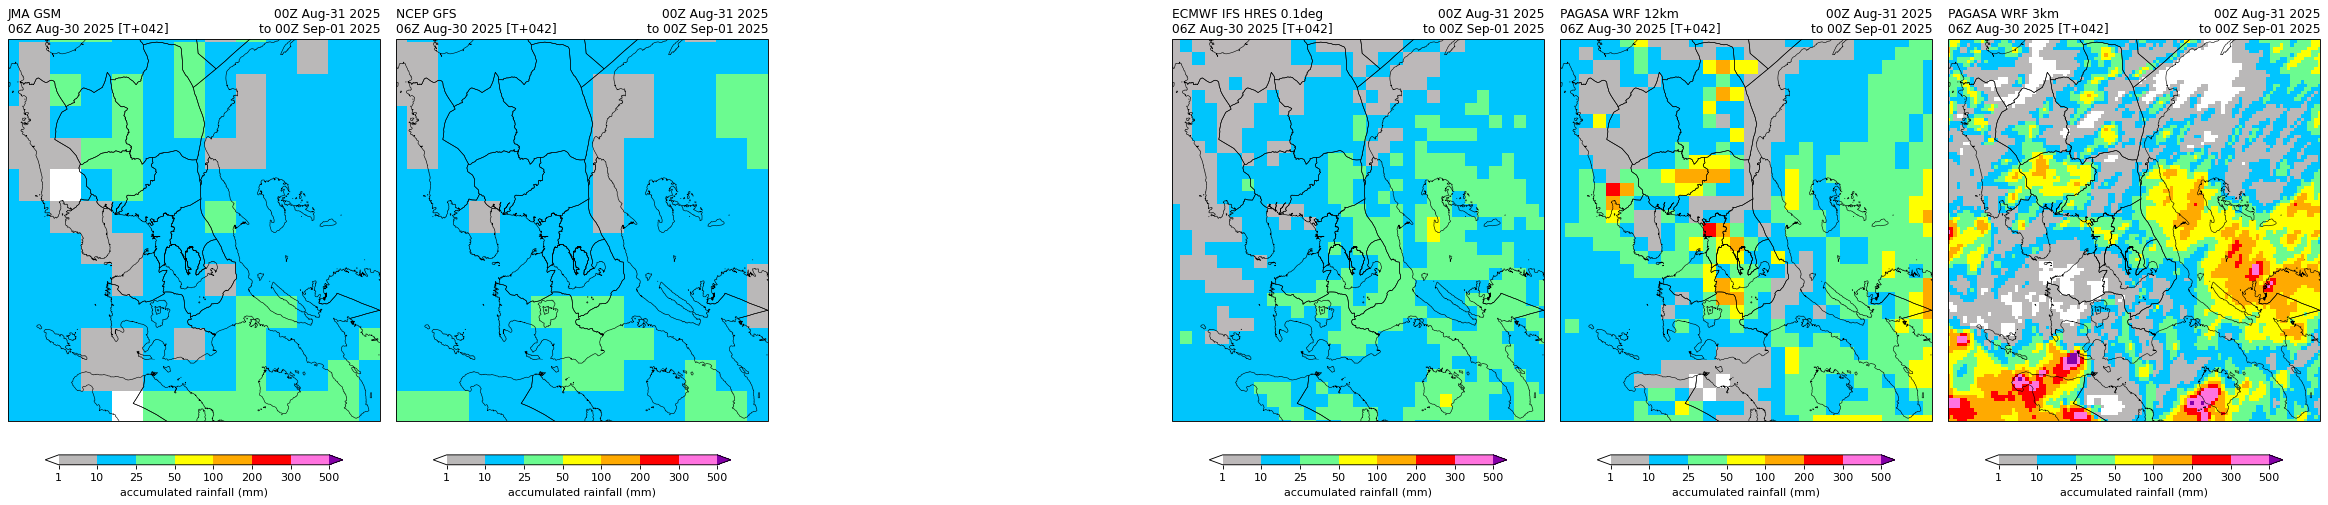 JMA GSM 00Z Aug-31 2025
06Z Aug-30 2025 [T+042] to 00Z Sep-01 2025
1 10 25 50 100 200 300 500
accumulated rainfall (mm)
NCEP GFS 00Z Aug-31 2025
06Z Aug-30 2025 [T+042] to 00Z Sep-01 2025
1 10 25 50 100 200 300 500
accumulated rainfall (mm)
ECMWF IFS HRES 0.1deg 00Z Aug-31 2025
06Z Aug-30 2025 [T+042] to 00Z Sep-01 2025
1 10 25 50 100 200 300 500
accumulated rainfall (mm)
PAGASA WRF 12km 00Z Aug-31 2025
06Z Aug-30 2025 [T+042] to 00Z Sep-01 2025
1 10 25 50 100 200 300 500
accumulated rainfall (mm)
PAGASA WRF 3km 00Z Aug-31 2025
06Z Aug-30 2025 [T+042] to 00Z Sep-01 2025
1 10 25 50 100 200 300 500
accumulated rainfall (mm)